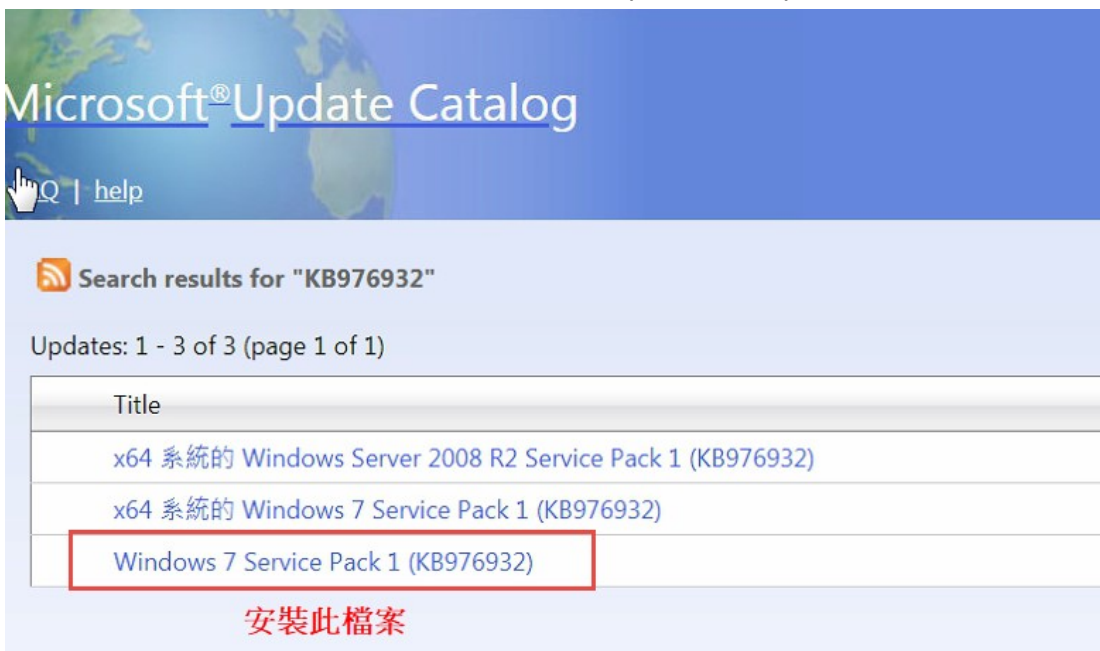 Microsoft®Update Catalog
Q | help
Search results for "KB976932"
Updates: 1 - 3 of 3 (page 1 of 1)
Title
x64 系統的 Windows Server 2008 R2 Service Pack 1 (KB976932)
x64 系統的 Windows 7 Service Pack 1 (KB976932)
Windows 7 Service Pack 1 (KB976932)
安裝此檔案